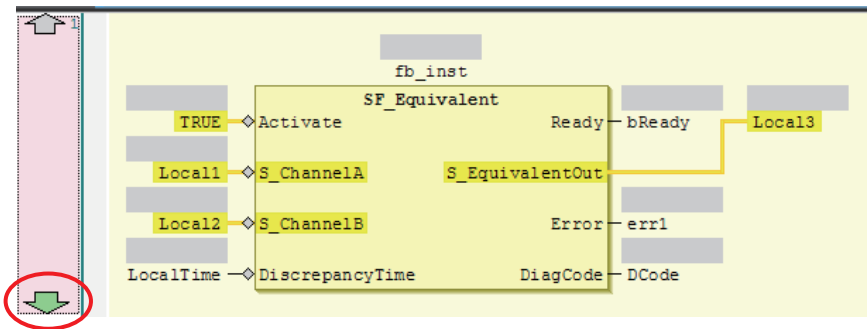 1
fb_inst
SF_Equivalent
TRUE Activate Ready bReady Local3
Local1 S_ChannelA S_EquivalentOut
Local2 S_ChannelB Error err1
LocalTime DiscrepancyTime DiagCode DCode